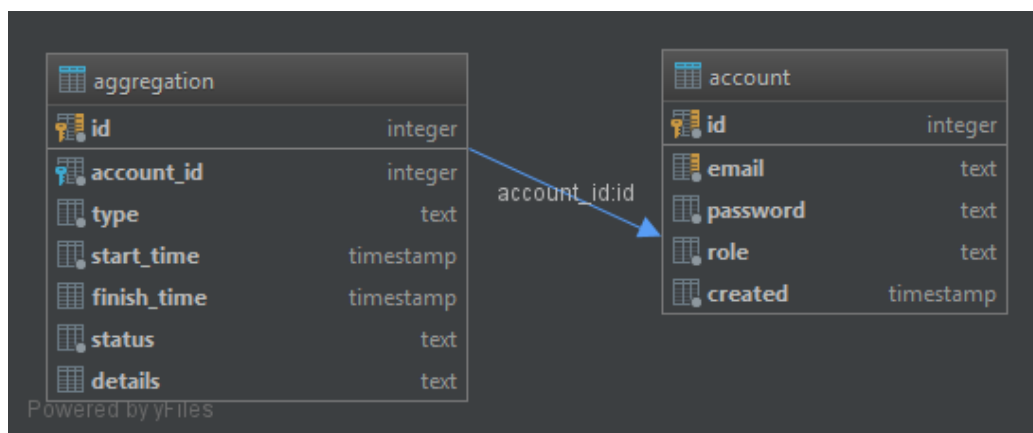 aggregation
id integer
account_id integer
type text
start_time timestamp
finish_time timestamp
status text
details text
account_id:id
account
id integer
email text
password text
role text
created timestamp
Powered by yFiles